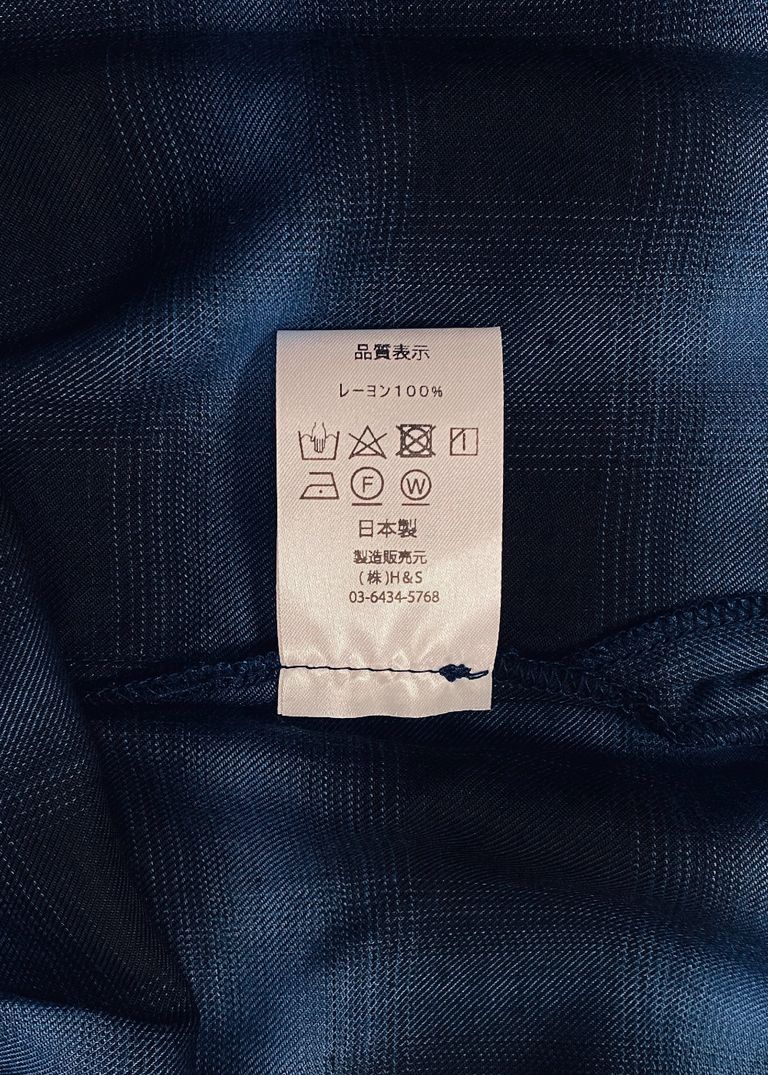 品質表示
レーヨン100%
F W
日本製
製造販売元
(株)H&S
03-6434-5768